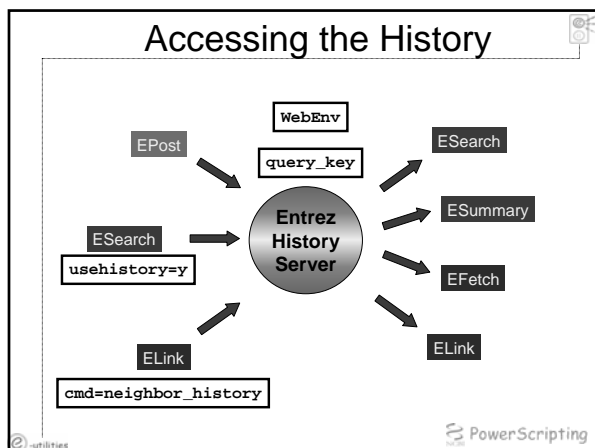 Accessing the History
WebEnv
EPost
query_key
ESearch
ESummary
Entrez
History
Server
ESearch
usehistory=y
EFetch
ELink
ELink
cmd=neighbor_history
e-utilities
PowerScripting